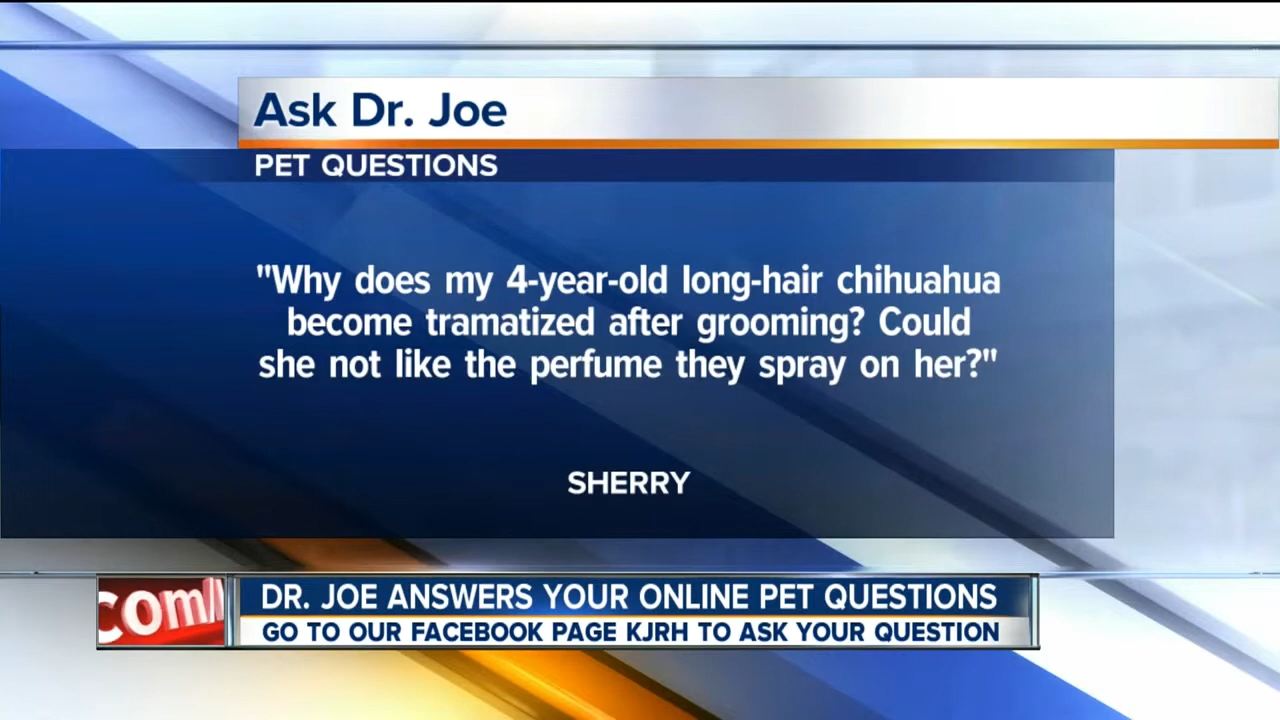 Ask Dr. Joe
PET QUESTIONS
"Why does my 4-year-old long-hair chihuahua
become tramatized after grooming? Could
she not like the perfume they spray on her?"
SHERRY
DR. JOE ANSWERS YOUR ONLINE PET QUESTIONS
GO TO OUR FACEBOOK PAGE KJRH TO ASK YOUR QUESTION